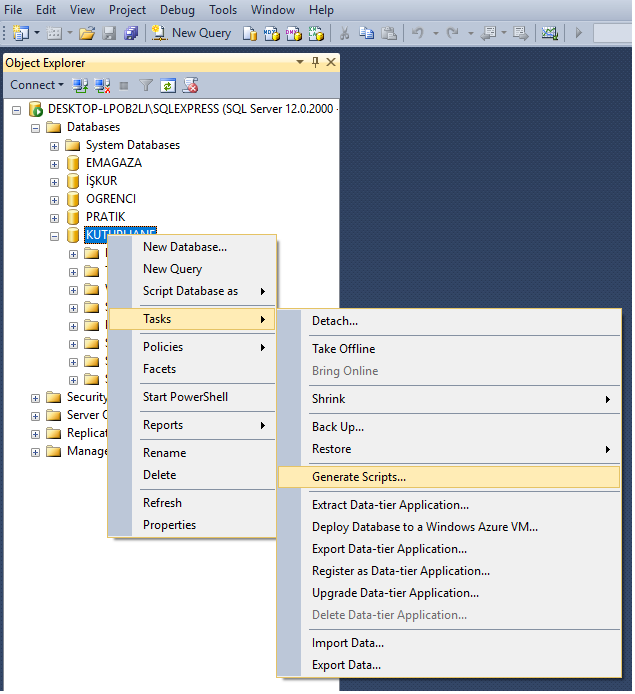 File Edit View Project Debug Tools Window Help
New Query
Object Explorer
Connect
DESKTOP-LPOB2LJ\SQLEXPRESS (SQL Server 12.0.2000 -
Databases
System Databases
EMAGAZA
İŞKUR
OGRENCI
PRATIK
Security
Server
Replicat
Manage
New Database...
New Query
Script Database as
Tasks
Policies
Facets
Start PowerShell
Reports
Rename
Delete
Refresh
Properties
Detach...
Take Offline
Bring Online
Shrink
Back Up...
Restore
Generate Scripts...
Extract Data-tier Application...
Deploy Database to a Windows Azure VM...
Export Data-tier Application...
Register as Data-tier Application...
Upgrade Data-tier Application...
Delete Data-tier Application...
Import Data...
Export Data...